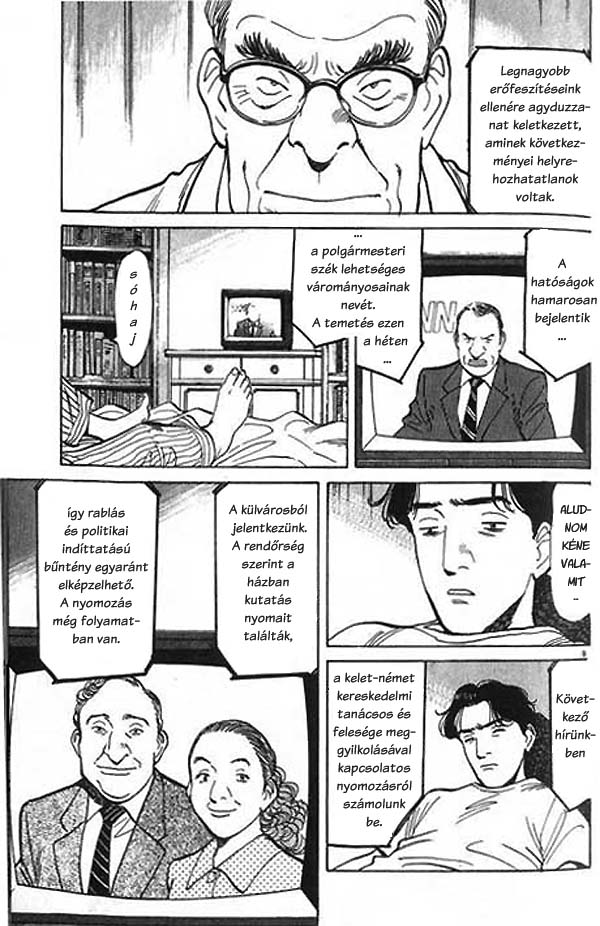 Legnagyobb
erőfeszítéseink
ellenére agyduzza-
nat keletkezett,
aminek következ-
ményei helyre-
hozhatatlanok
voltak.
A
hatóságok
hamarosan
bejelentik
...
NN
...
a polgármesteri
szék lehetséges
várományosainak
nevét.
A temetés ezen
a héten ...
sóhaj
ALUD-
NOM
KÉNE
VALA-
MIT
..
Követ-
kező
hírünk-
ben
a kelet-német
kereskedelmi
tanácsos és
felesége meg-
gyilkolásával
kapcsolatos
nyomozásról
számolunk
be.
A külvárosból
jelentkezünk.
A rendőrség
szerint a
házban
kutatás
nyomait
találták,
így rablás
és politikai
indíttatású
bűntény egyaránt
elképzelhető.
A nyomozás
még folyamat-
ban van.